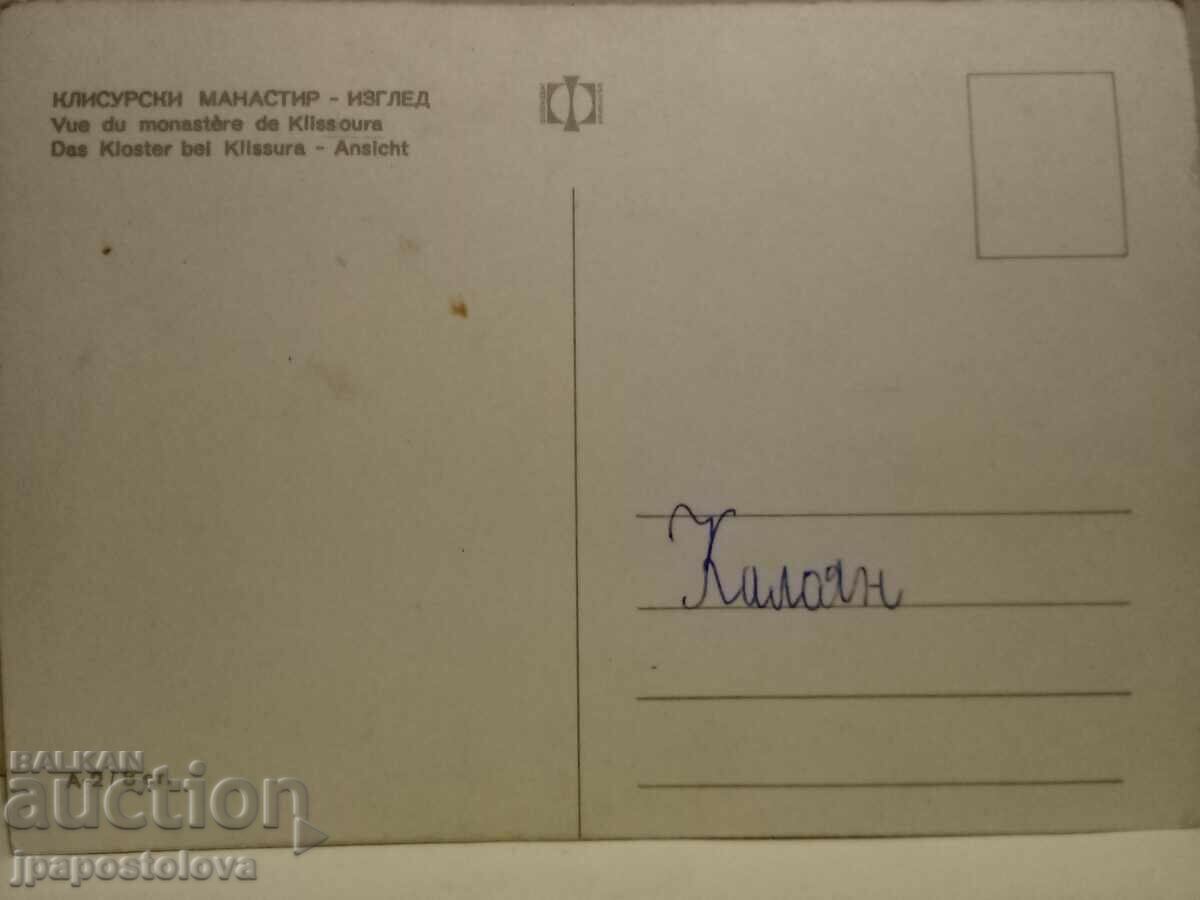 КЛИСУРСКИ МАНАСТИР - ИЗГЛЕД
Vue du monastère de Klissoura
Das Kloster bei Klissura - Ansicht
Калоян
BALKAN
auction
jpapostolova